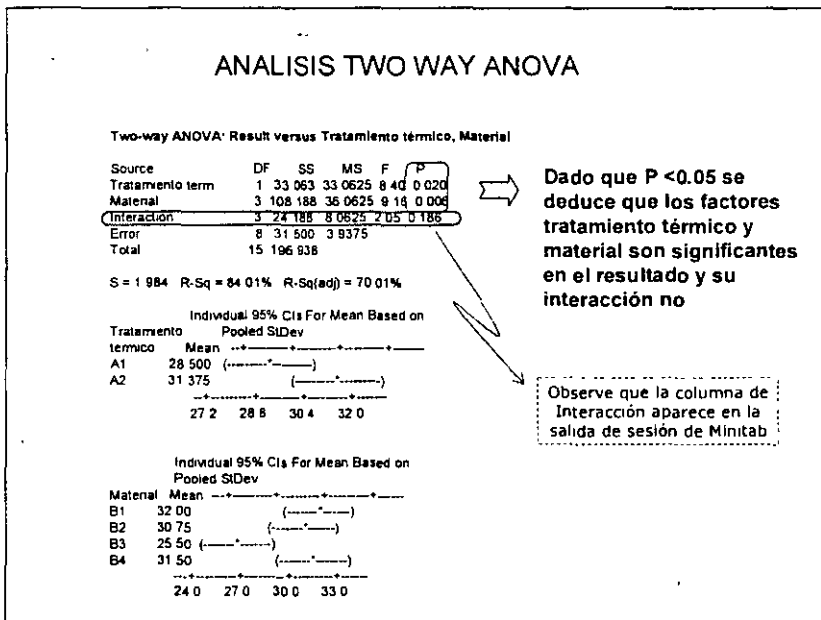 ANALISIS TWO WAY ANOVA
Two-way ANOVA: Result versus Tratamiento térmico, Material
Source DF SS MS F P
Tratamiento term 1 33 063 33 0625 8 40 0 020
Material 3 108 188 36 0625 9 16 0 006
Interaction 3 24 188 8 0625 2 05 0 186
Error 8 31 500 3 9375
Total 15 196 938
S = 1 984 R-Sq = 84 01% R-Sq(adj) = 70 01%
Individual 95% CIs For Mean Based on
Tratamiento Pooled StDev
termico Mean --+---------+---------+---------+------
A1 28 500 (---------*---------)
A2 31 375 (---------*---------)
--+---------+---------+---------+------
27 2 28 8 30 4 32 0
Individual 95% CIs For Mean Based on
Pooled StDev
Material Mean ---+---------+---------+---------+-----
B1 32 00 (------*------)
B2 30 75 (------*------)
B3 25 50 (------*------)
B4 31 50 (------*------)
---+---------+---------+---------+-----
24 0 27 0 30 0 33 0
Dado que P <0.05 se
deduce que los factores
tratamiento térmico y
material son significantes
en el resultado y su
interacción no
Observe que la columna de
Interacción aparece en la
salida de sesión de Minitab